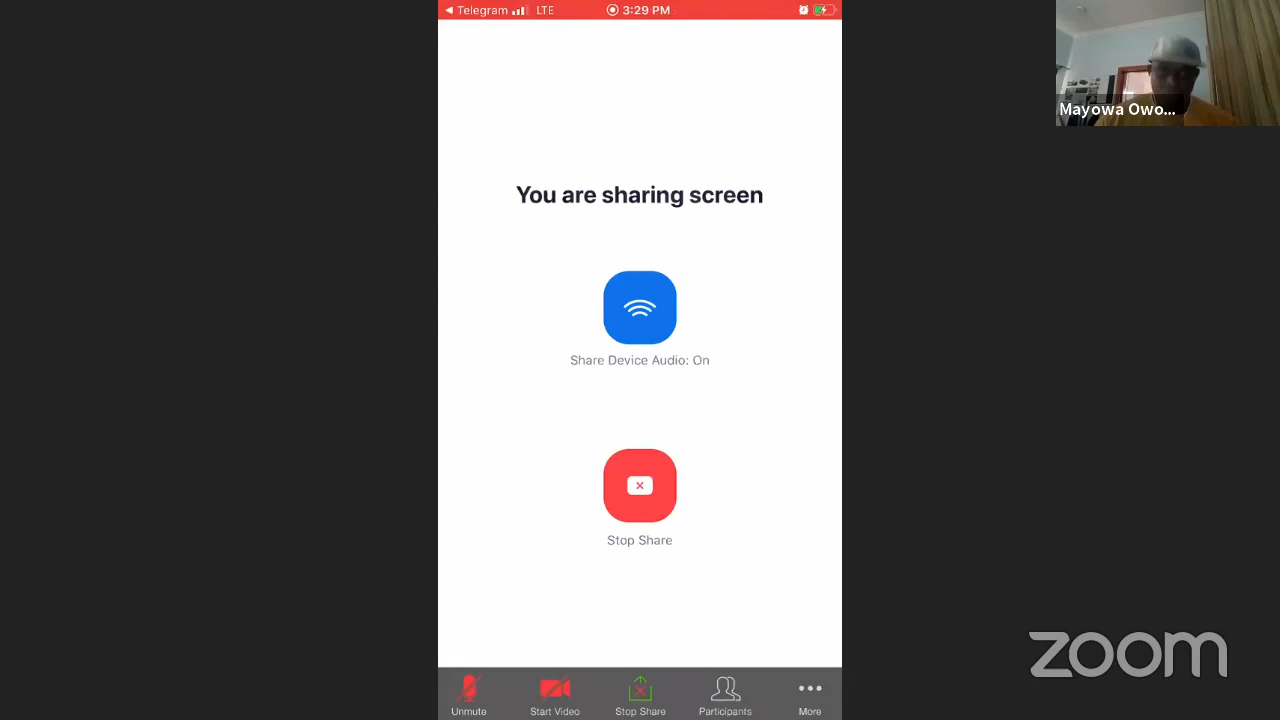 Telegram LTE 3:29 PM
Mayowa Owo...
You are sharing screen
Share Device Audio: On
Stop Share
Unmute Start Video Stop Share Participants More
zoom